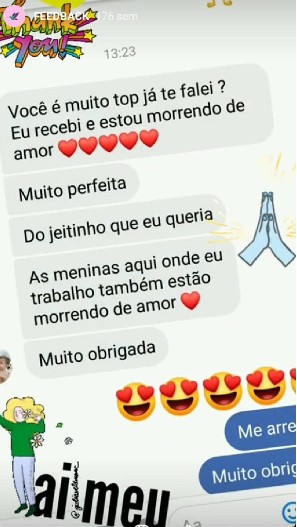 Thank
you!
FEEDBACK 176 sem
13:23
Você é muito top já te falei ?
Eu recebi e estou morrendo de
amor ❤️❤️❤️❤️❤️
Muito perfeita
Do jeitinho que eu queria
As meninas aqui onde eu
trabalho também estão
morrendo de amor ❤️
Muito obrigada
😍😍😍😍
Me arre
Muito obrig
ai meu
Aa